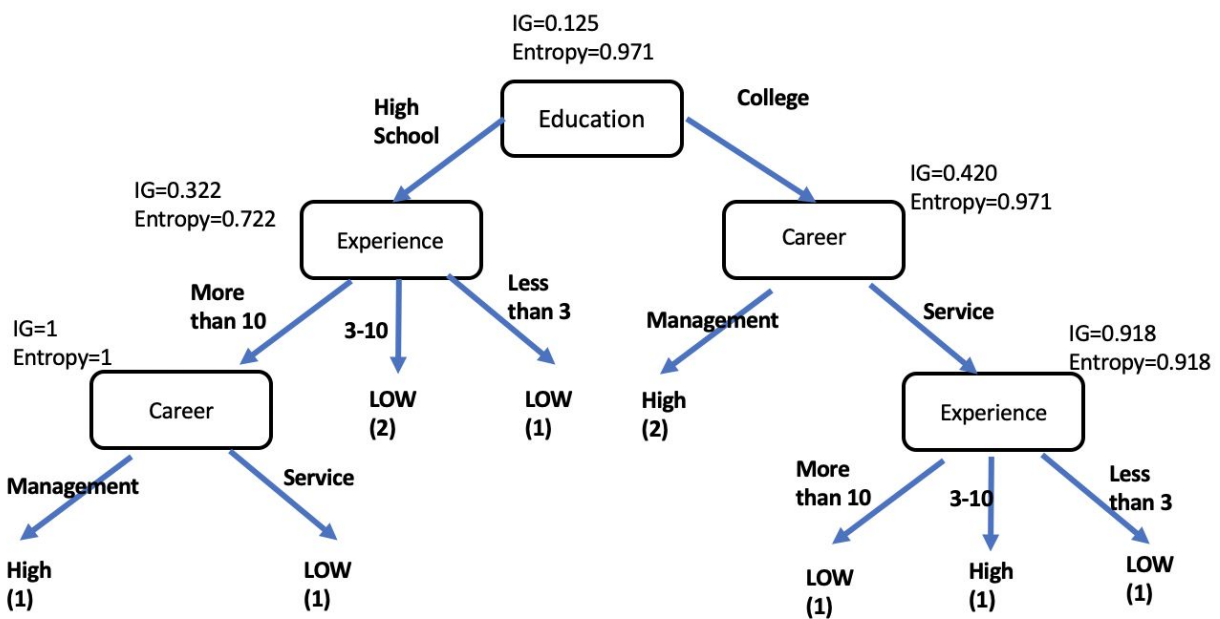 IG=0.125
Entropy=0.971
Education
High
School
College
IG=0.322
Entropy=0.722
Experience
IG=0.420
Entropy=0.971
Career
More
than 10
3-10
Less
than 3
Management
Service
IG=1
Entropy=1
Career
LOW
(2)
LOW
(1)
High
(2)
IG=0.918
Entropy=0.918
Experience
Management
Service
More
than 10
3-10
Less
than 3
High
(1)
LOW
(1)
LOW
(1)
High
(1)
LOW
(1)